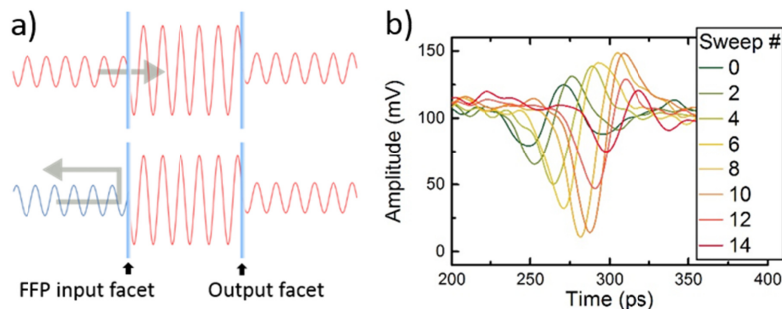 a)
FFP input facet
Output facet
b)
Amplitude (mV)
150
100
50
0
200
250
300
350
400
Time (ps)
Sweep #
0
2
4
6
8
10
12
14